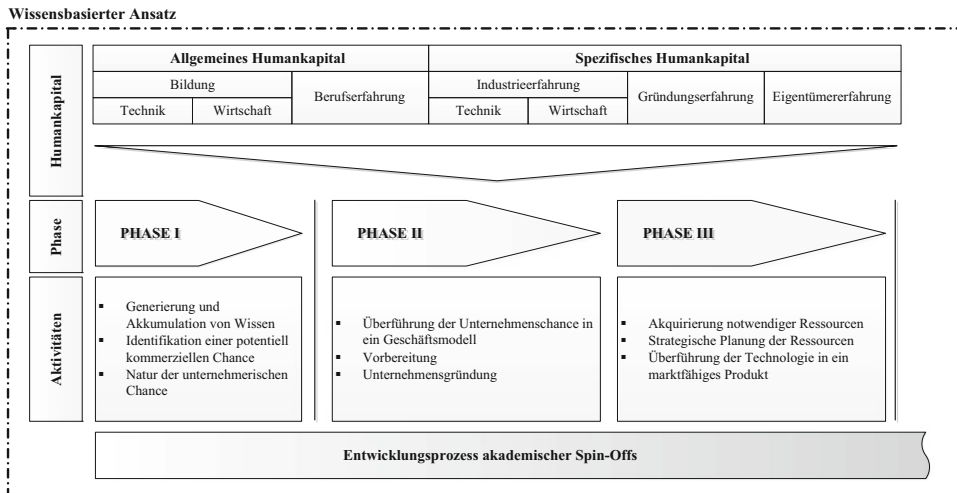 Wissensbasierter Ansatz
Humankapital
Allgemeines Humankapital
Spezifisches Humankapital
Bildung
Berufserfahrung
Industrieerfahrung
Gründungserfahrung
Eigentümererfahrung
Technik
Wirtschaft
Technik
Wirtschaft
Phase
PHASE I
PHASE II
PHASE III
Aktivitäten
▪ Generierung und
Akkumulation von Wissen
▪ Identifikation einer potentiell
kommerziellen Chance
▪ Natur der unternehmerischen
Chance
▪ Überführung der Unternehmenschance in
ein Geschäftsmodell
▪ Vorbereitung
▪ Unternehmensgründung
▪ Akquirierung notwendiger Ressourcen
▪ Strategische Planung der Ressourcen
▪ Überführung der Technologie in ein
marktfähiges Produkt
Entwicklungsprozess akademischer Spin-Offs